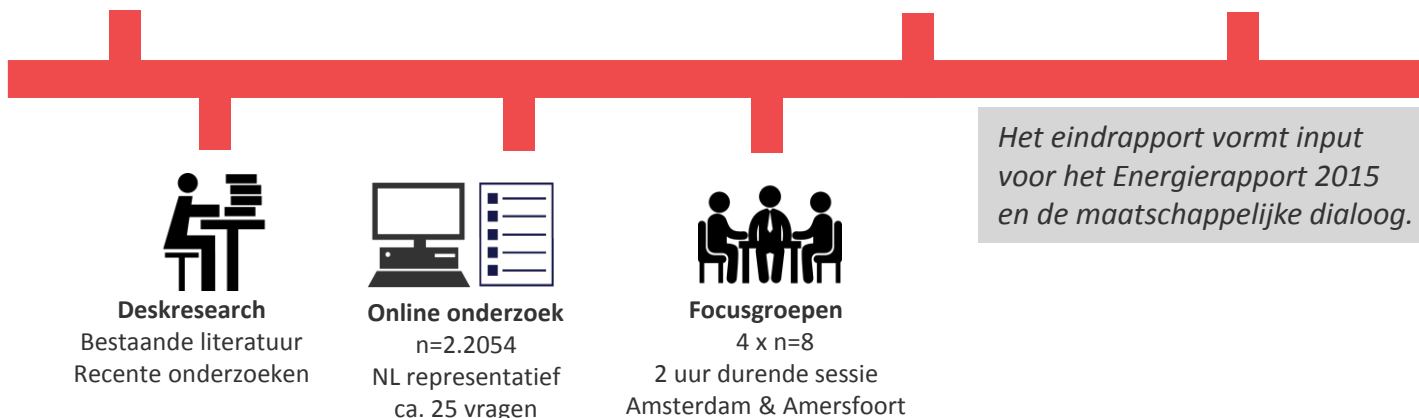 Het eindrapport vormt input
voor het Energierapport 2015
en de maatschappelijke dialoog.
Deskresearch
Bestaande literatuur
Recente onderzoeken
Online onderzoek
n=2.2054
NL representatief
ca. 25 vragen
Focusgroepen
4 x n=8
2 uur durende sessie
Amsterdam & Amersfoort